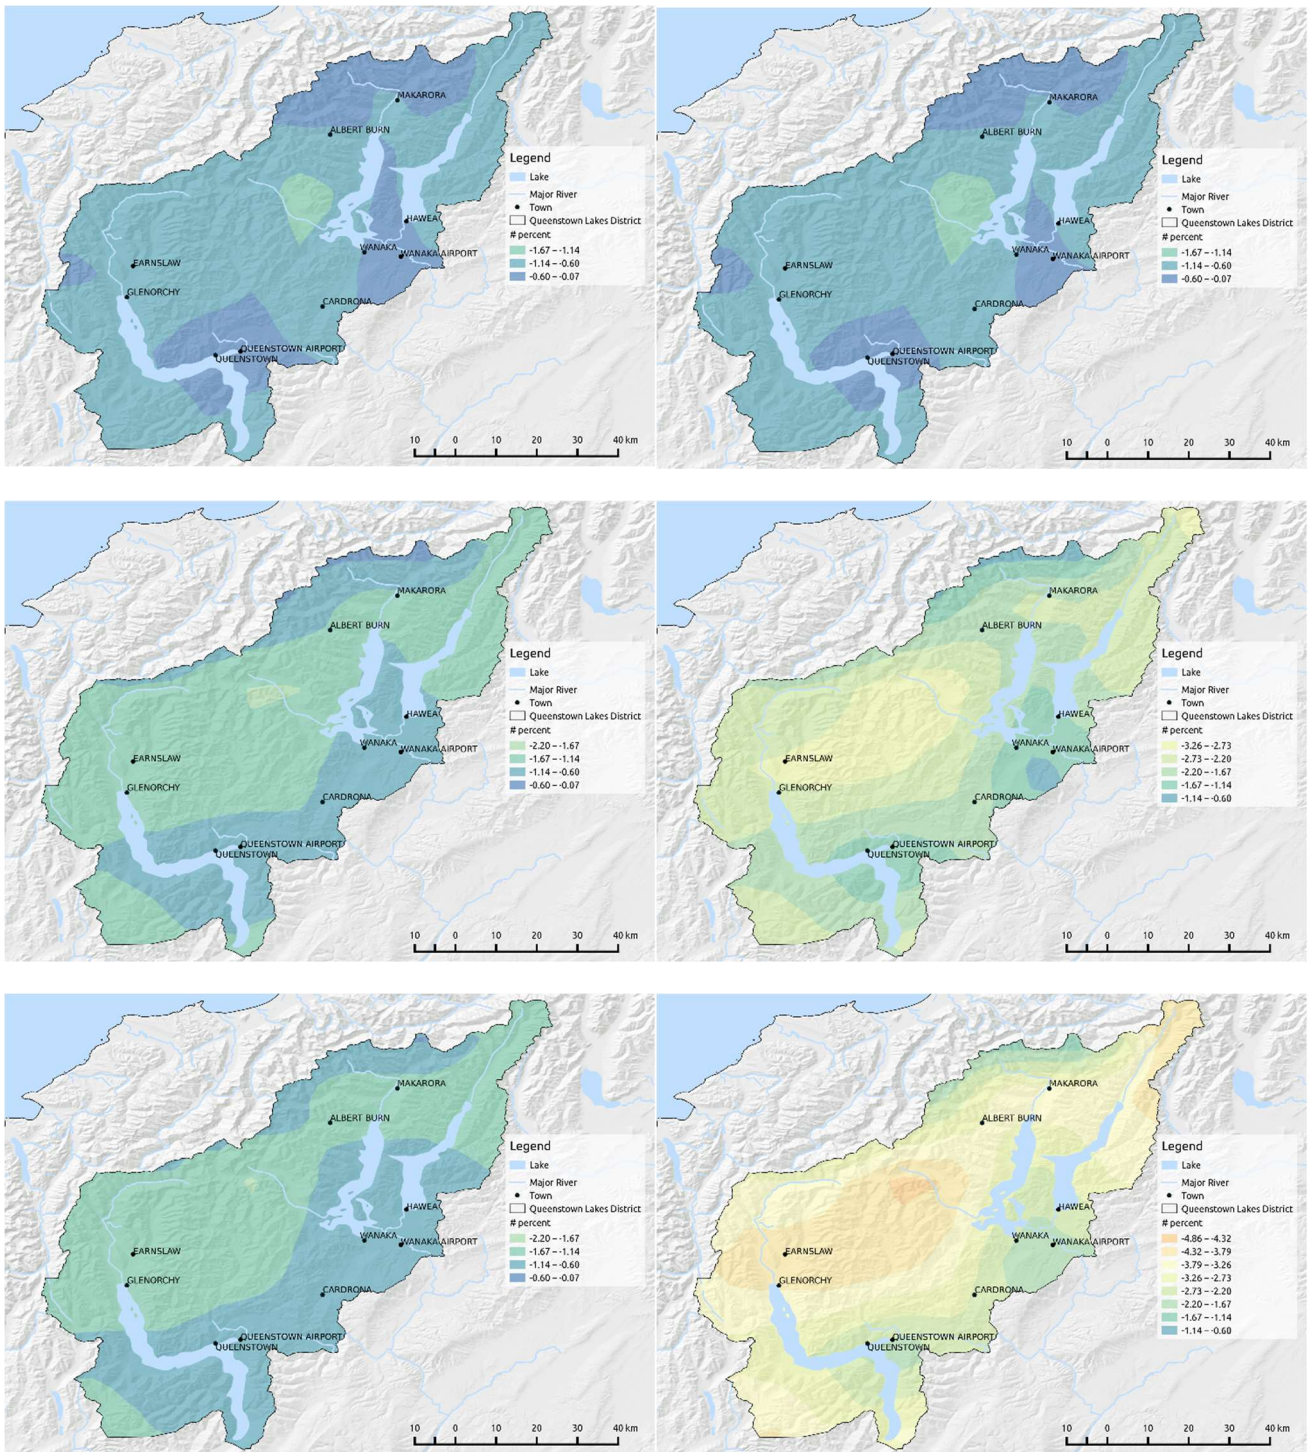 Legend
Lake
Major River
Town
Queenstown Lakes District
# percent
-1.67 – -1.14
-1.14 – -0.60
-0.60 – -0.07
MAKARORA
ALBERT BURN
HAWEA
WANAKA
WANAKA AIRPORT
EARNSLAW
GLENORCHY
CARDRONA
QUEENSTOWN AIRPORT
QUEENSTOWN
10 0 10 20 30 40 km
Legend
Lake
Major River
Town
Queenstown Lakes District
# percent
-1.67 – -1.14
-1.14 – -0.60
-0.60 – -0.07
MAKARORA
ALBERT BURN
HAWEA
WANAKA
WANAKA AIRPORT
EARNSLAW
GLENORCHY
CARDRONA
QUEENSTOWN AIRPORT
QUEENSTOWN
10 0 10 20 30 40 km
Legend
Lake
Major River
Town
Queenstown Lakes District
# percent
-2.20 – -1.67
-1.67 – -1.14
-1.14 – -0.60
-0.60 – -0.07
MAKARORA
ALBERT BURN
HAWEA
WANAKA
WANAKA AIRPORT
EARNSLAW
GLENORCHY
CARDRONA
QUEENSTOWN AIRPORT
QUEENSTOWN
10 0 10 20 30 40 km
Legend
Lake
Major River
Town
Queenstown Lakes District
# percent
-3.26 – -2.73
-2.73 – -2.20
-2.20 – -1.67
-1.67 – -1.14
-1.14 – -0.60
MAKARORA
ALBERT BURN
HAWEA
WANAKA
WANAKA AIRPORT
EARNSLAW
GLENORCHY
CARDRONA
QUEENSTOWN AIRPORT
QUEENSTOWN
10 0 10 20 30 40 km
Legend
Lake
Major River
Town
Queenstown Lakes District
# percent
-2.20 – -1.67
-1.67 – -1.14
-1.14 – -0.60
-0.60 – -0.07
MAKARORA
ALBERT BURN
HAWEA
WANAKA
WANAKA AIRPORT
EARNSLAW
GLENORCHY
CARDRONA
QUEENSTOWN AIRPORT
QUEENSTOWN
10 0 10 20 30 40 km
Legend
Lake
Major River
Town
Queenstown Lakes District
# percent
-4.86 – -4.32
-4.32 – -3.79
-3.79 – -3.26
-3.26 – -2.73
-2.73 – -2.20
-2.20 – -1.67
-1.67 – -1.14
-1.14 – -0.60
MAKARORA
ALBERT BURN
HAWEA
WANAKA
WANAKA AIRPORT
EARNSLAW
GLENORCHY
CARDRONA
QUEENSTOWN AIRPORT
QUEENSTOWN
10 0 10 20 30 40 km